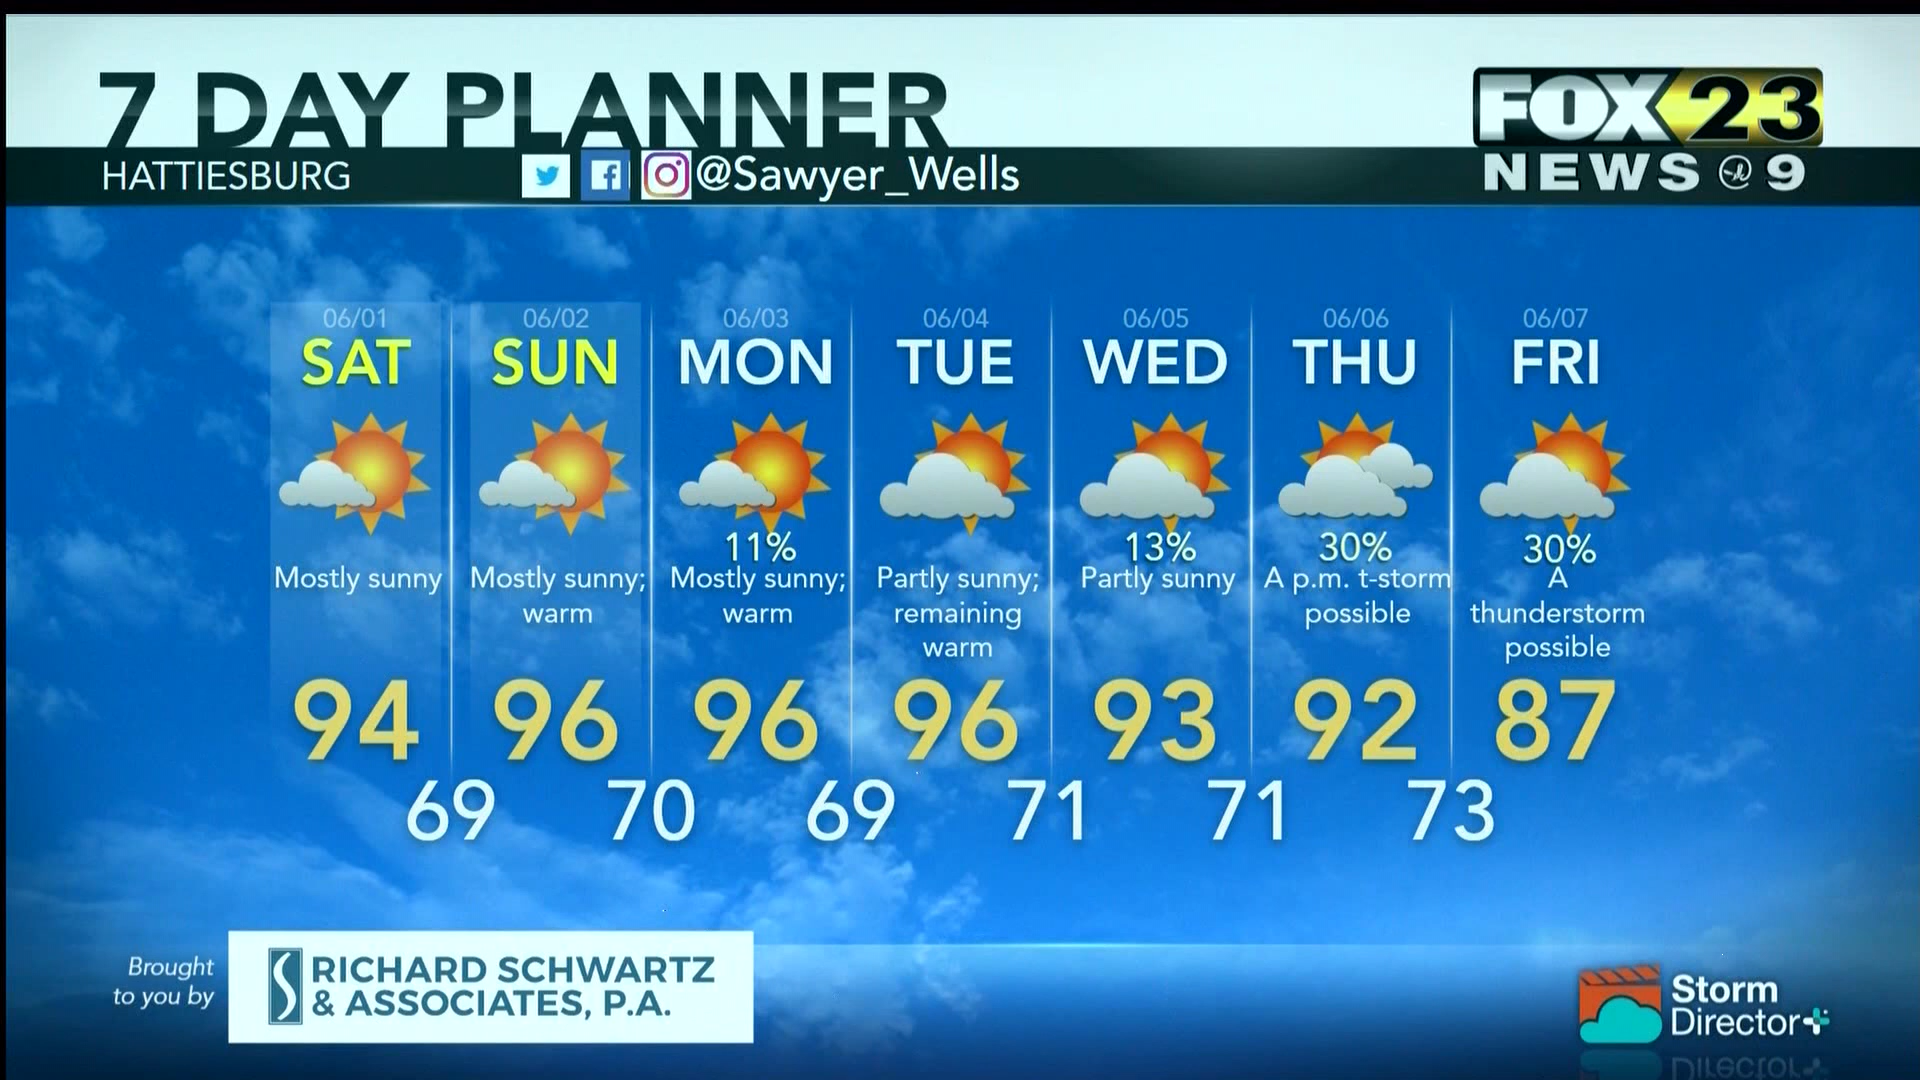 7 DAY PLANNER
FOX 23
NEWS @ 9
HATTIESBURG
@Sawyer_Wells
06/01 06/02 06/03 06/04 06/05 06/06 06/07
SAT SUN MON TUE WED THU FRI
11% 13% 30% 30%
Mostly sunny
Mostly sunny;
warm
Mostly sunny;
warm
Partly sunny;
remaining
warm
Partly sunny
A p.m. t-storm
possible
A
thunderstorm
possible
94 96 96 96 93 92 87
69 70 69 71 71 73
Brought
to you by
RICHARD SCHWARTZ
& ASSOCIATES, P.A.
Storm
Director+